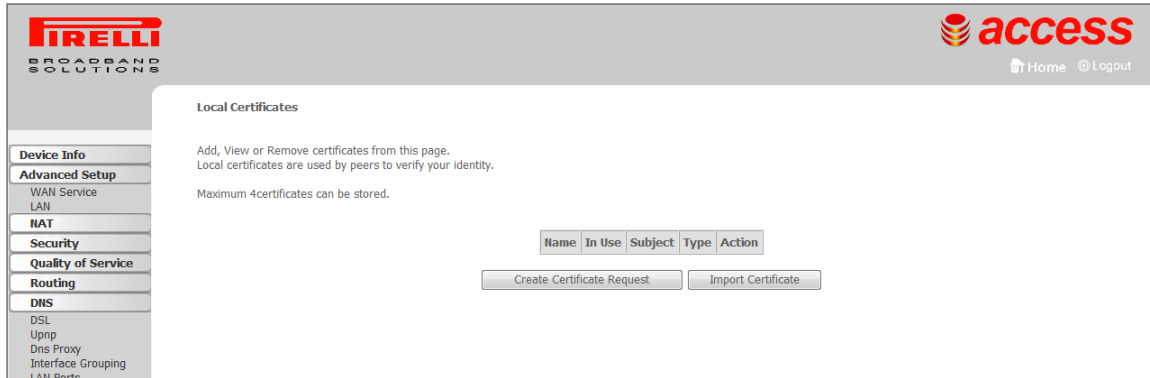 PIRELLI
BROADBAND
SOLUTIONS
access
Home Logout
Local Certificates
Add, View or Remove certificates from this page.
Local certificates are used by peers to verify your identity.
Maximum 4certificates can be stored.
Name In Use Subject Type Action
Create Certificate Request Import Certificate
Device Info
Advanced Setup
WAN Service
LAN
NAT
Security
Quality of Service
Routing
DNS
DSL
Upnp
Dns Proxy
Interface Grouping
LAN Ports